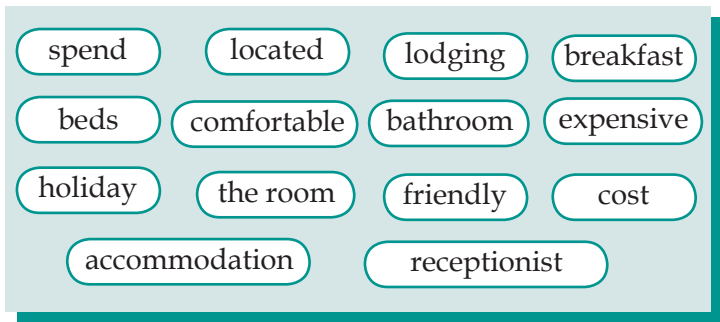 spend located lodging breakfast
beds comfortable bathroom expensive
holiday the room friendly cost
accommodation receptionist